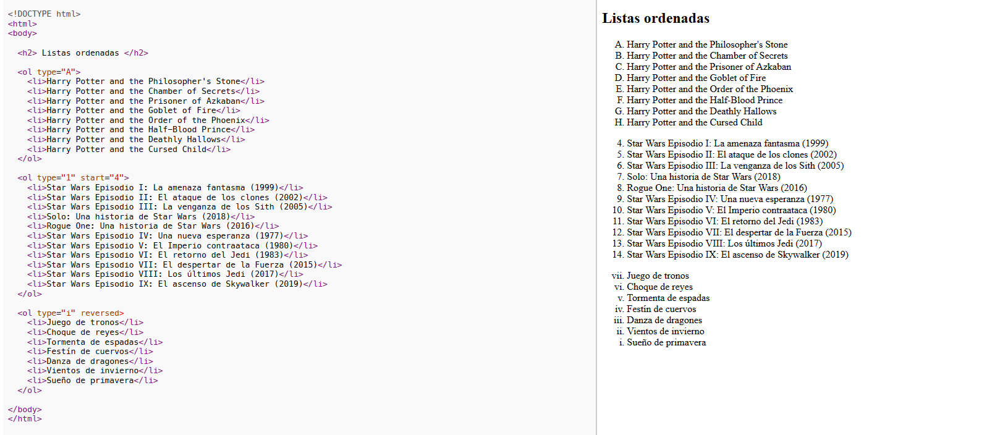 <!DOCTYPE html>
<html>
<body>
<h2> Listas ordenadas </h2>
<ol type="A">
<li>Harry Potter and the Philosopher's Stone</li>
<li>Harry Potter and the Chamber of Secrets</li>
<li>Harry Potter and the Prisoner of Azkaban</li>
<li>Harry Potter and the Goblet of Fire</li>
<li>Harry Potter and the Order of the Phoenix</li>
<li>Harry Potter and the Half-Blood Prince</li>
<li>Harry Potter and the Deathly Hallows</li>
<li>Harry Potter and the Cursed Child</li>
</ol>
<ol type="1" start="4">
<li>Star Wars Episodio I: La amenaza fantasma (1999)</li>
<li>Star Wars Episodio II: El ataque de los clones (2002)</li>
<li>Star Wars Episodio III: La venganza de los Sith (2005)</li>
<li>Solo: Una historia de Star Wars (2018)</li>
<li>Rogue One: Una historia de Star Wars (2016)</li>
<li>Star Wars Episodio IV: Una nueva esperanza (1977)</li>
<li>Star Wars Episodio V: El Imperio contraataca (1980)</li>
<li>Star Wars Episodio VI: El retorno del Jedi (1983)</li>
<li>Star Wars Episodio VII: El despertar de la Fuerza (2015)</li>
<li>Star Wars Episodio VIII: Los últimos Jedi (2017)</li>
<li>Star Wars Episodio IX: El ascenso de Skywalker (2019)</li>
</ol>
<ol type="i" reversed>
<li>Juego de tronos</li>
<li>Choque de reyes</li>
<li>Tormenta de espadas</li>
<li>Festín de cuervos</li>
<li>Danza de dragones</li>
<li>Vientos de invierno</li>
<li>Sueño de primavera</li>
</ol>
</body>
</html>
Listas ordenadas
A. Harry Potter and the Philosopher's Stone
B. Harry Potter and the Chamber of Secrets
C. Harry Potter and the Prisoner of Azkaban
D. Harry Potter and the Goblet of Fire
E. Harry Potter and the Order of the Phoenix
F. Harry Potter and the Half-Blood Prince
G. Harry Potter and the Deathly Hallows
H. Harry Potter and the Cursed Child
4. Star Wars Episodio I: La amenaza fantasma (1999)
5. Star Wars Episodio II: El ataque de los clones (2002)
6. Star Wars Episodio III: La venganza de los Sith (2005)
7. Solo: Una historia de Star Wars (2018)
8. Rogue One: Una historia de Star Wars (2016)
9. Star Wars Episodio IV: Una nueva esperanza (1977)
10. Star Wars Episodio V: El Imperio contraataca (1980)
11. Star Wars Episodio VI: El retorno del Jedi (1983)
12. Star Wars Episodio VII: El despertar de la Fuerza (2015)
13. Star Wars Episodio VIII: Los últimos Jedi (2017)
14. Star Wars Episodio IX: El ascenso de Skywalker (2019)
vii. Juego de tronos
vi. Choque de reyes
v. Tormenta de espadas
iv. Festín de cuervos
iii. Danza de dragones
ii. Vientos de invierno
i. Sueño de primavera